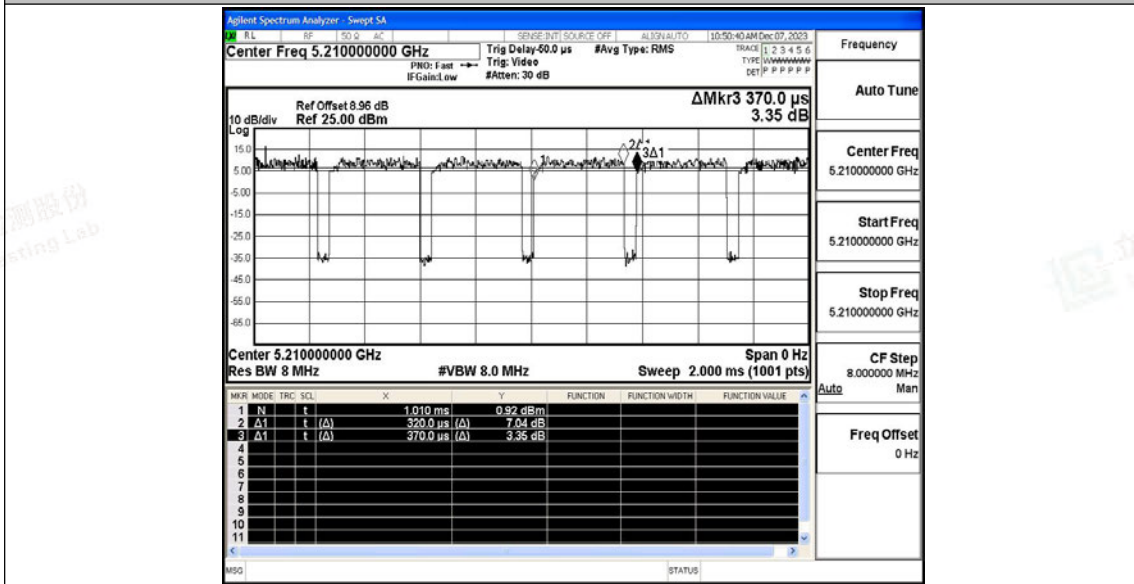 Agilent Spectrum Analyzer - Swept SA
RL RF 50 Ω AC SENSE:INT SOURCE OFF ALIGN AUTO 10:50:40 AM Dec 07, 2023
Center Freq 5.210000000 GHz
PNO: Fast
IFGain:Low
Trig Delay-50.0 µs
Trig: Video
#Atten: 30 dB
#Avg Type: RMS
TRACE 1 2 3 4 5 6
TYPE
DET P P P P P P
Ref Offset 8.96 dB
10 dB/div Ref 25.00 dBm
Log
ΔMkr3 370.0 µs
3.35 dB
15.0
5.00
-5.00
-15.0
-25.0
-35.0
-45.0
-55.0
-65.0
1
3Δ1
Center 5.210000000 GHz Span 0 Hz
Res BW 8 MHz #VBW 8.0 MHz Sweep 2.000 ms (1001 pts)
MKR MODE TRC SCL X Y FUNCTION FUNCTION WIDTH FUNCTION VALUE
1 N t 1.010 ms 0.92 dBm
2 Δ1 t (Δ) 320.0 µs (Δ) 7.04 dB
3 Δ1 t (Δ) 370.0 µs (Δ) 3.35 dB
4
5
6
7
8
9
10
11
MSG STATUS
Frequency
Auto Tune
Center Freq
5.210000000 GHz
Start Freq
5.210000000 GHz
Stop Freq
5.210000000 GHz
CF Step
8.000000 MHz
Auto Man
Freq Offset
0 Hz
测股份
sting Lab